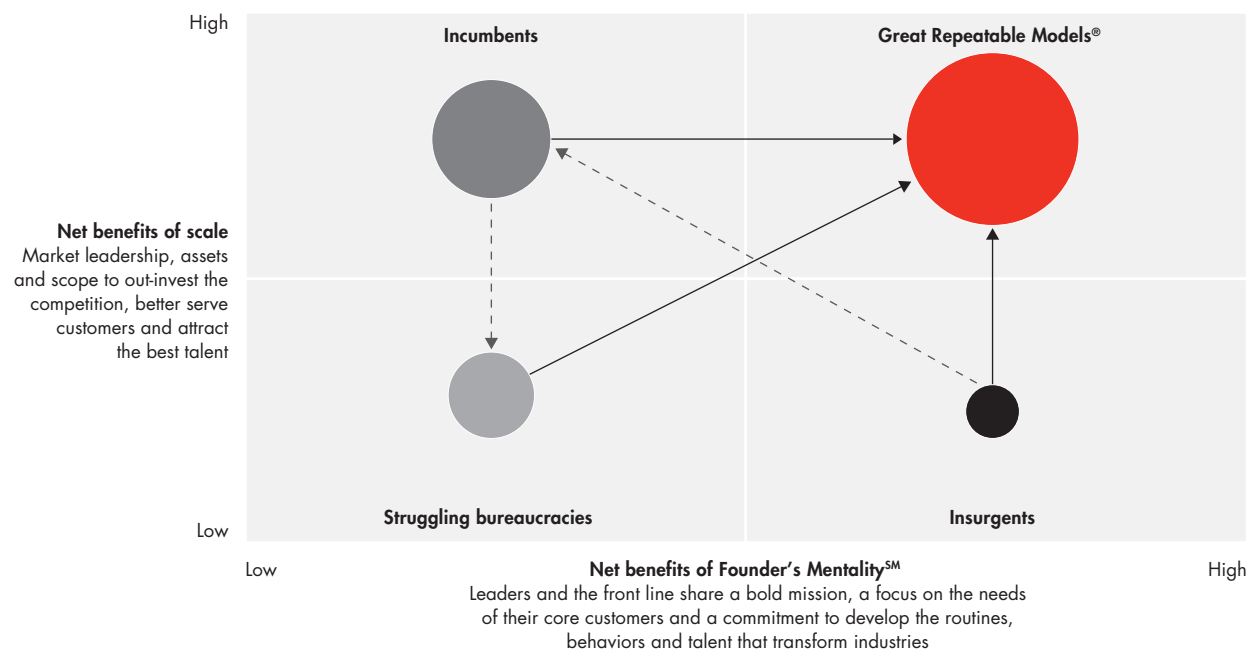 High
Incumbents
Great Repeatable Models®
Net benefits of scale
Market leadership, assets
and scope to out-invest the
competition, better serve
customers and attract
the best talent
Struggling bureaucracies
Insurgents
Low
Low
Net benefits of Founder's Mentality℠
High
Leaders and the front line share a bold mission, a focus on the needs
of their core customers and a commitment to develop the routines,
behaviors and talent that transform industries